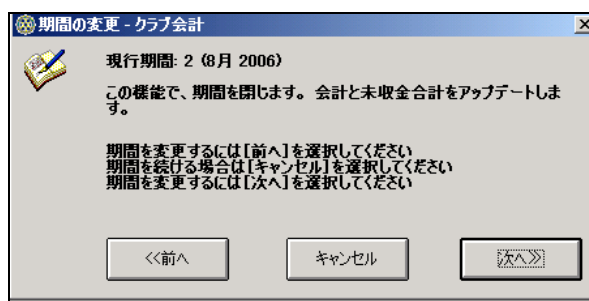 期間の変更 - クラブ会計
現行期間: 2 (8月 2006)
この機能で、期間を閉じます。会計と未収金合計をアップデートしま
す。
期間を変更するには[前へ]を選択してください
期間を続ける場合は[キャンセル]を選択してください
期間を変更するには[次へ]を選択してください
<<前へ
キャンセル
次へ>>